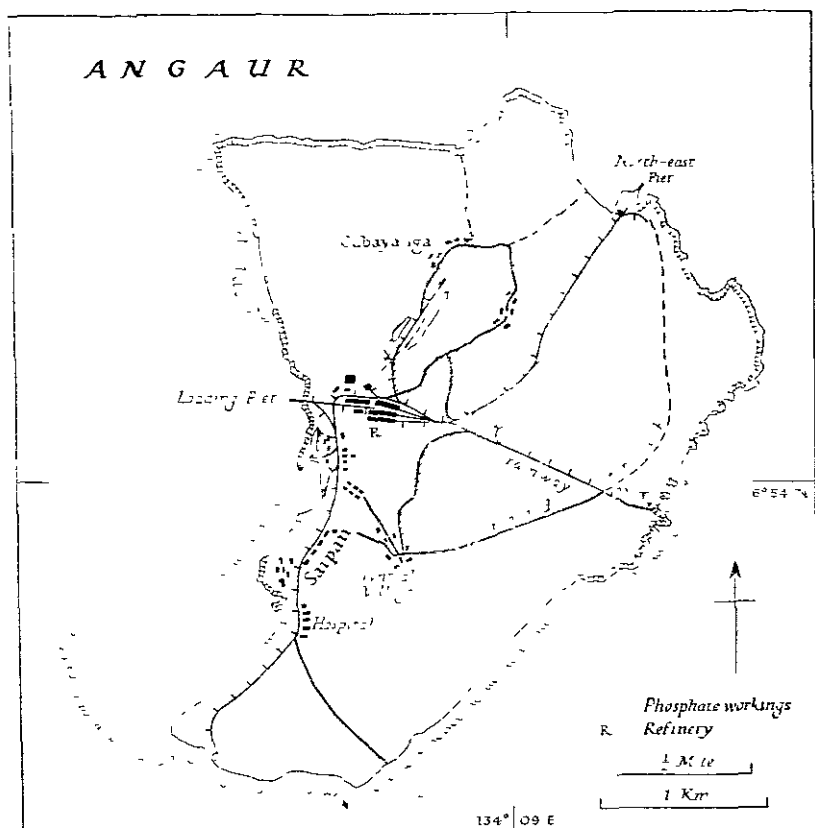 ANGAUR
North-east
Pier
Loading Pier
R
railway
6° 54' N
Saipan
Hospital
Phosphate workings
R Refinery
½ Mile
1 Km
134° 09 E